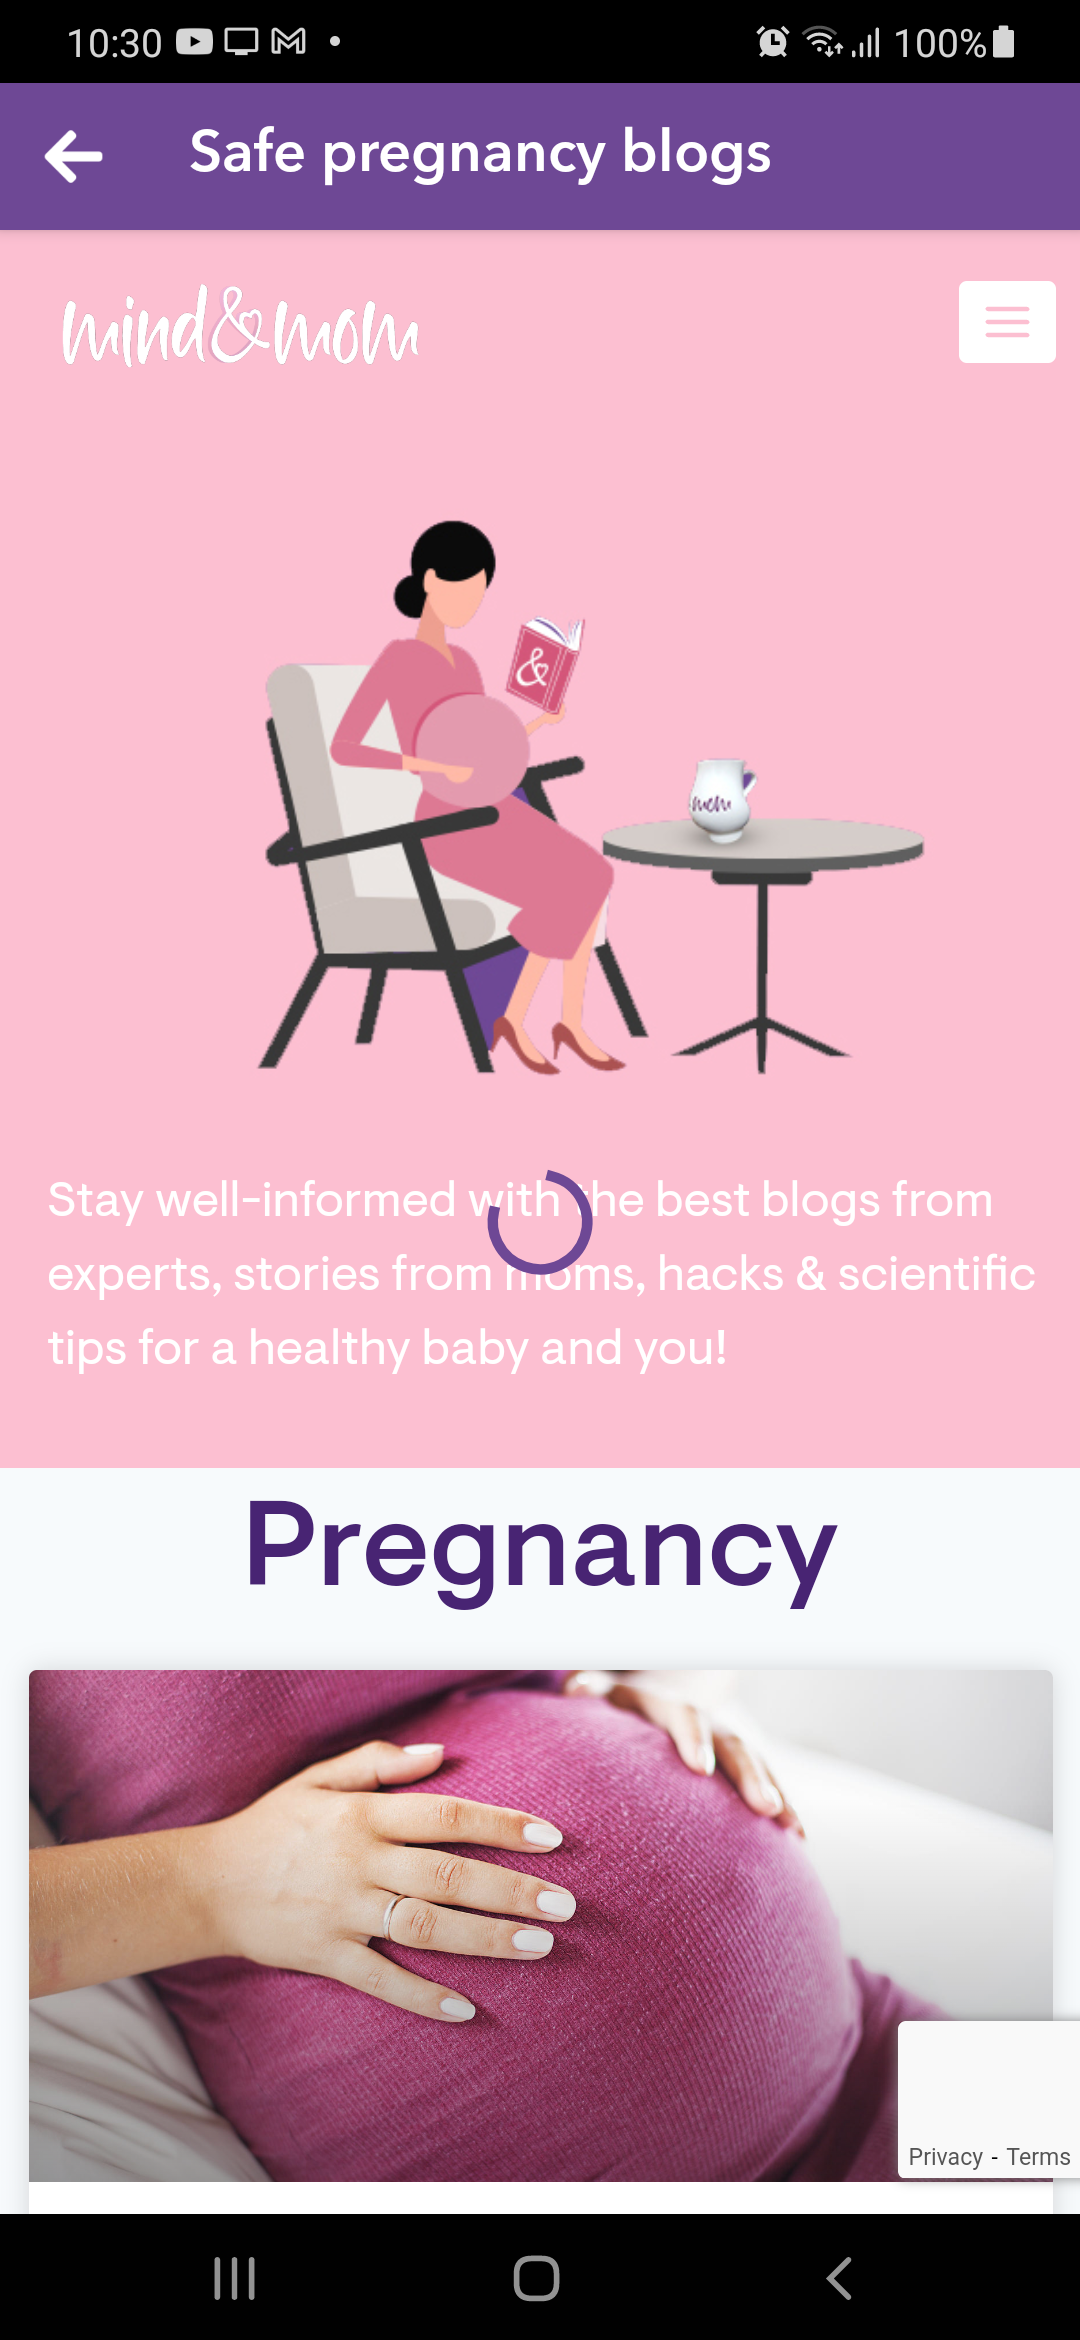 10:30
100%
Safe pregnancy blogs
mind&mom
&
mom
Stay well-informed with the best blogs from
experts, stories from moms, hacks & scientific
tips for a healthy baby and you!
Pregnancy
Privacy - Terms